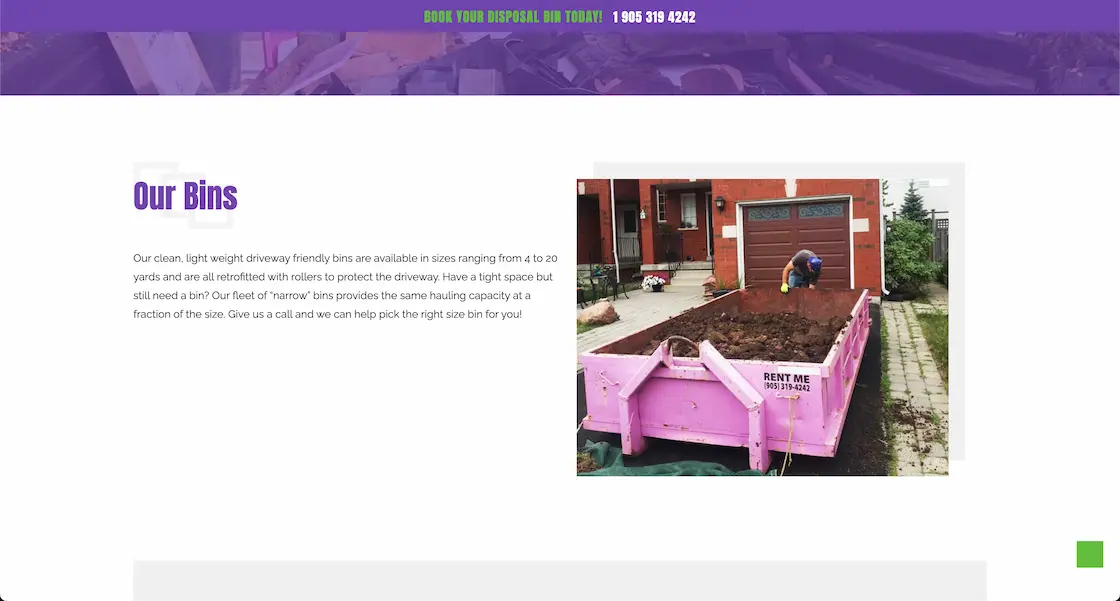 BOOK YOUR DISPOSAL BIN TODAY! 1 905 319 4242
Our Bins
Our clean, light weight driveway friendly bins are available in sizes ranging from 4 to 20
yards and are all retrofitted with rollers to protect the driveway. Have a tight space but
still need a bin? Our fleet of “narrow” bins provides the same hauling capacity at a
fraction of the size. Give us a call and we can help pick the right size bin for you!
RENT ME
(905) 319-4242